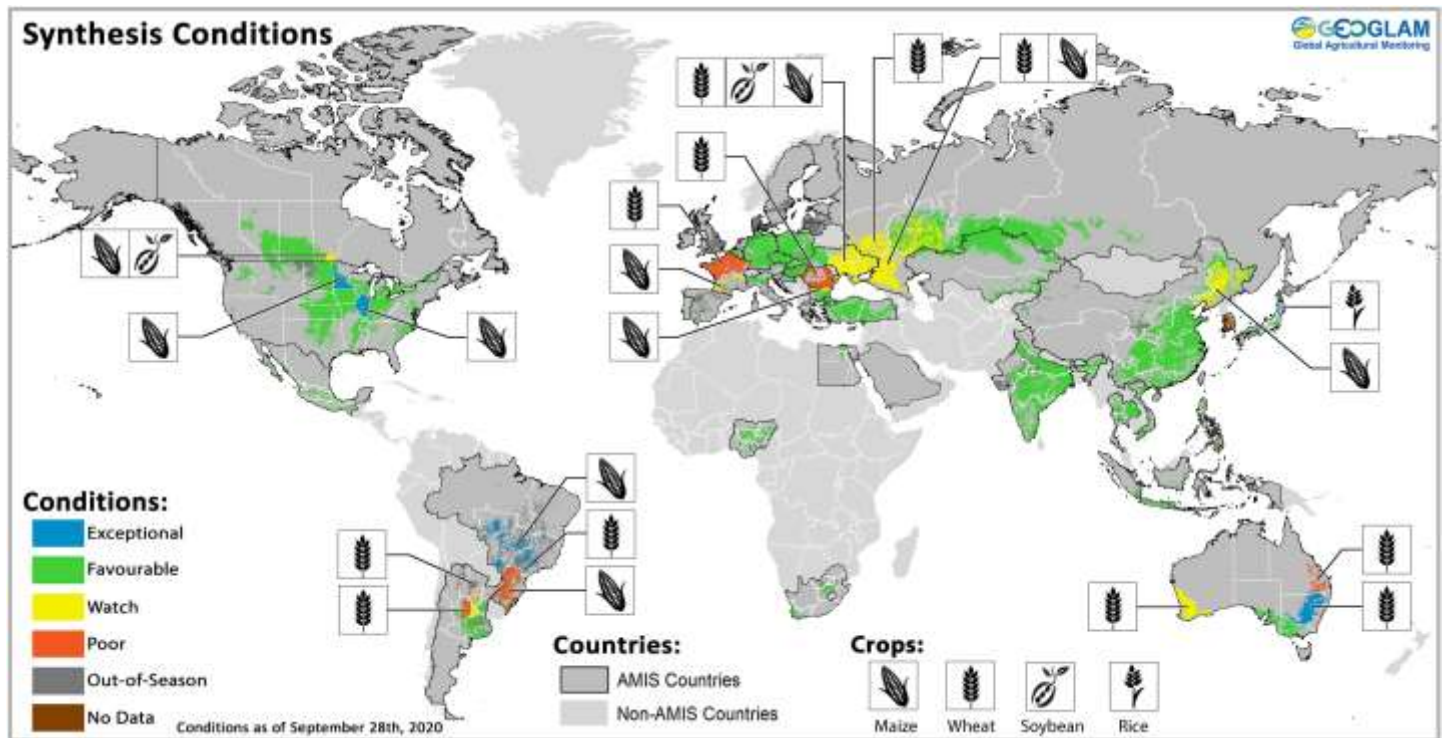 Synthesis Conditions
GEOGLAM
Global Agricultural Monitoring
Conditions:
Exceptional
Favourable
Watch
Poor
Out-of-Season
No Data
Conditions as of September 28th, 2020
Countries:
AMIS Countries
Non-AMIS Countries
Crops:
Maize
Wheat
Soybean
Rice